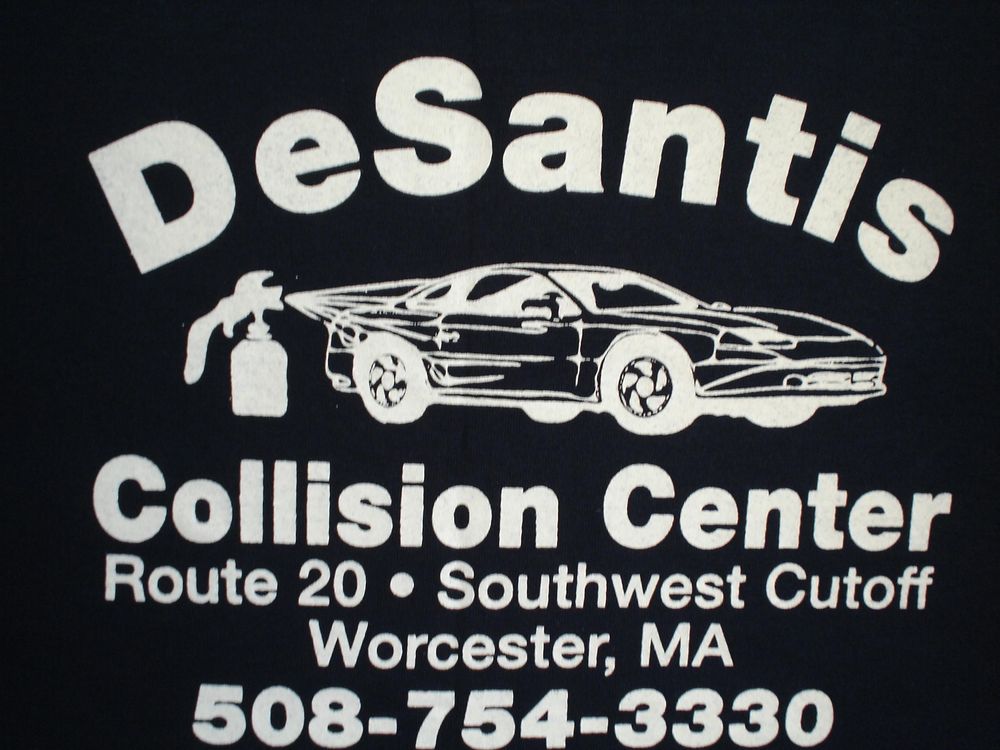 DeSantis
Collision Center
Route 20 • Southwest Cutoff
Worcester, MA
508-754-3330